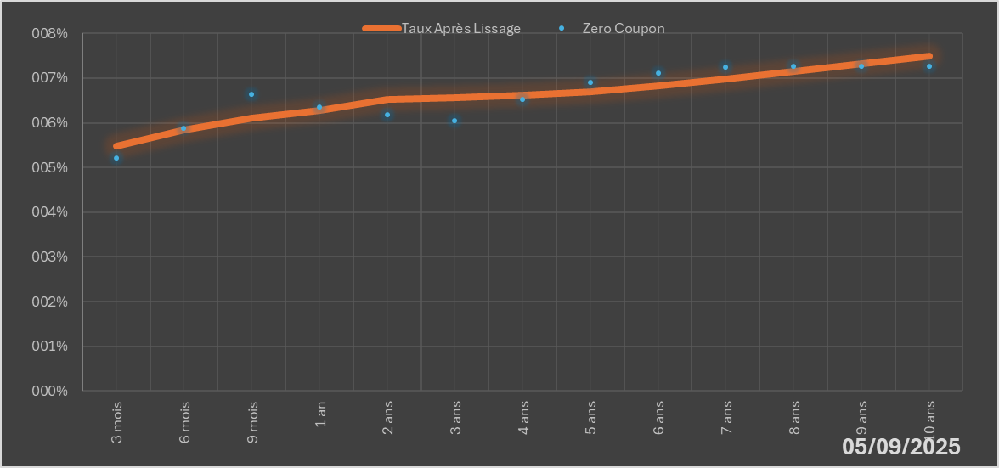 Taux Après Lissage Zero Coupon
008%
007%
006%
005%
004%
003%
002%
001%
000%
3 mois
6 mois
9 mois
1 an
2 ans
3 ans
4 ans
5 ans
6 ans
7 ans
8 ans
9 ans
10 ans
05/09/2025